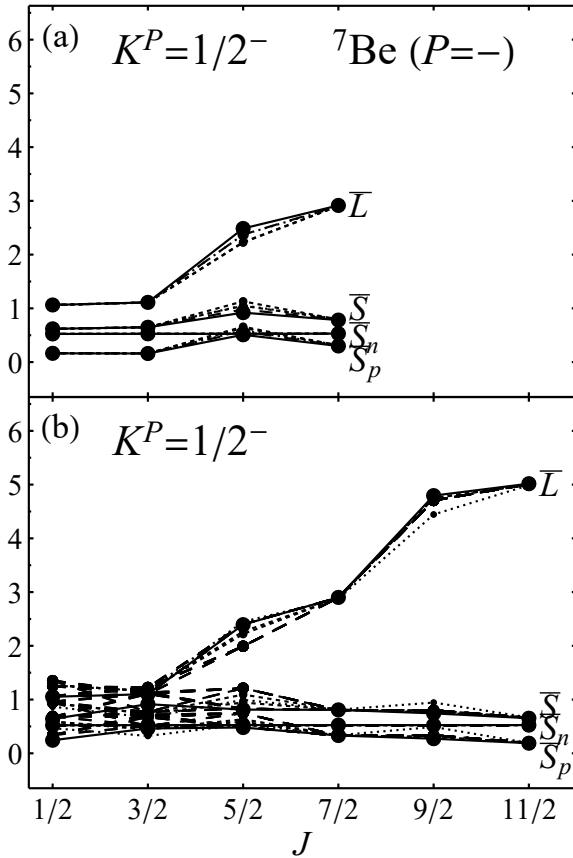 (a) K^P=1/2^- ^7Be (P=−)
6
5
4
3
2
1
0
L̅
S̅
S̅_n
S̅_p
(b) K^P=1/2^-
6
5
4
3
2
1
0
L̅
S̅
S̅_n
S̅_p
1/2 3/2 5/2 7/2 9/2 11/2
J